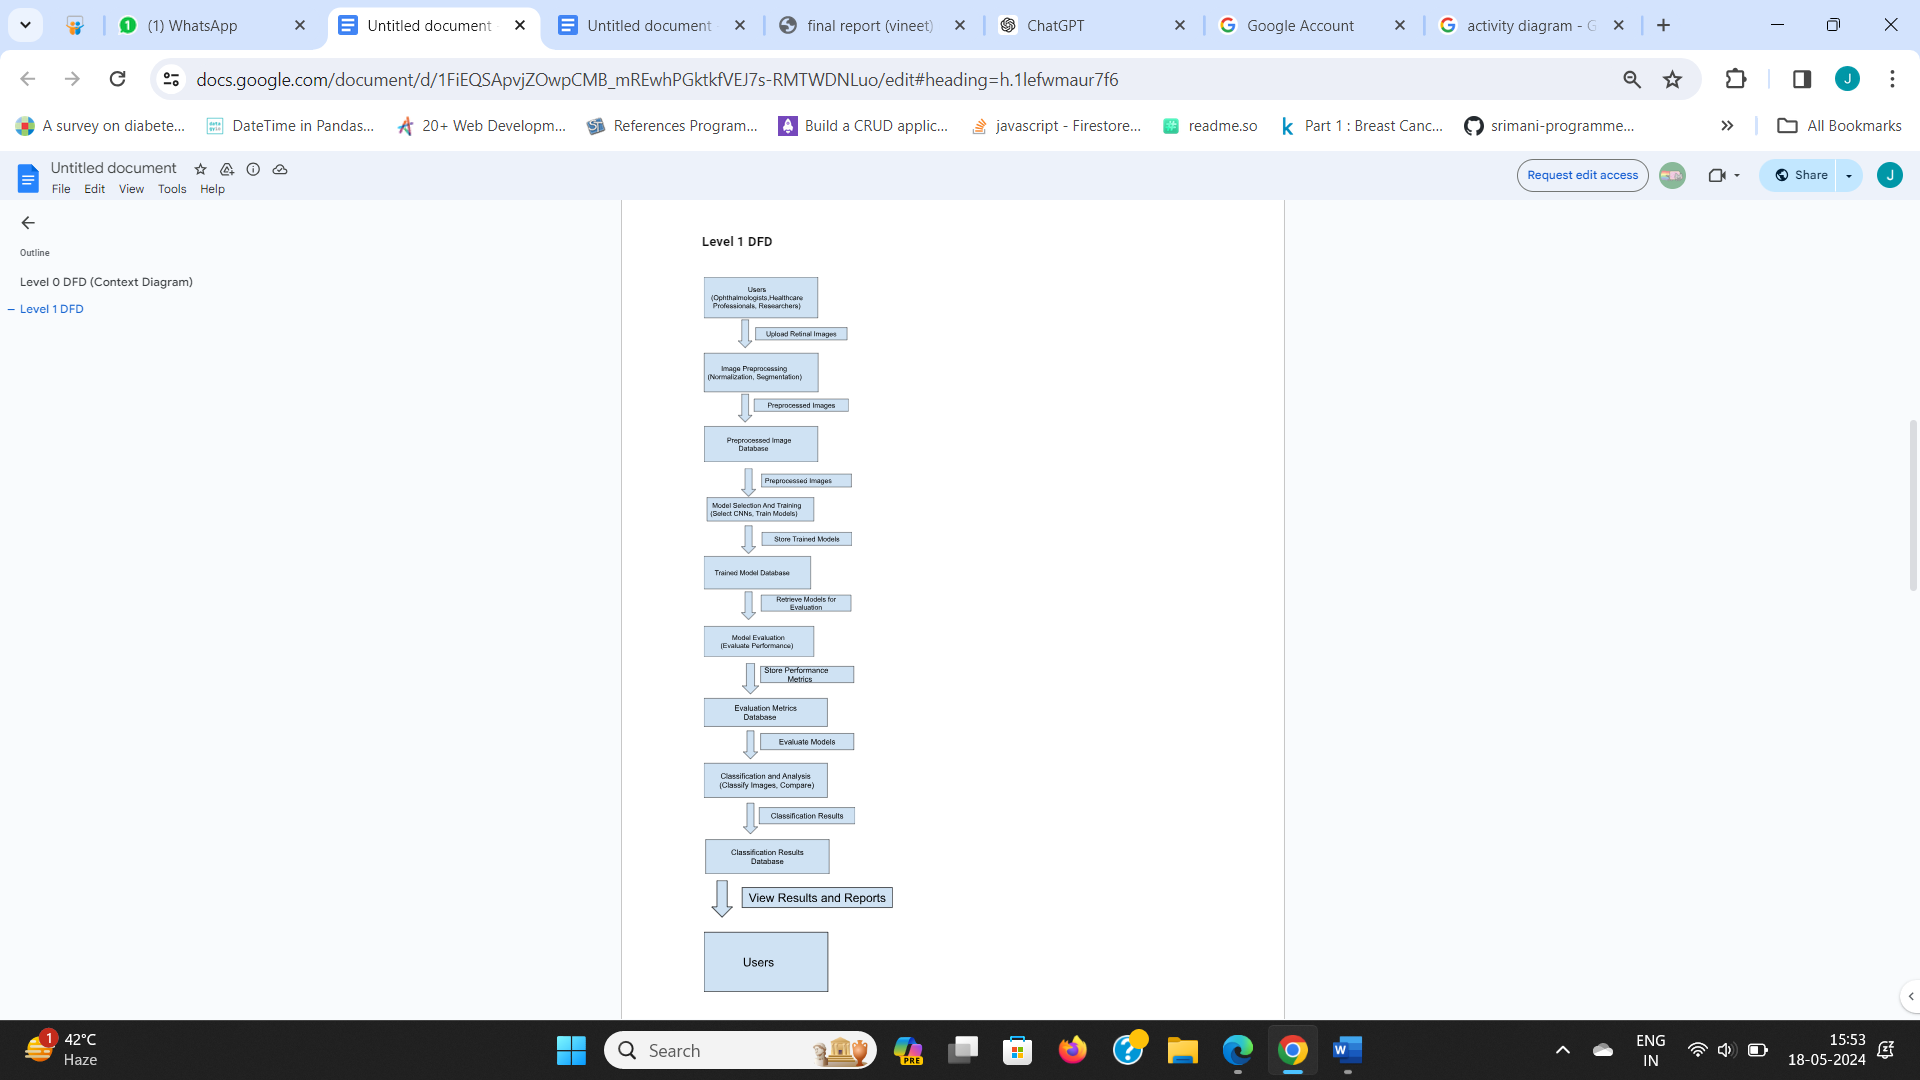 (1) WhatsApp
Untitled document
Untitled document
final report (vineet)
ChatGPT
Google Account
activity diagram - G
docs.google.com/document/d/1FiEQSApvjZOwpCMB_mREwhPGktkfVEJ7s-RMTWDNLuo/edit#heading=h.1lefwmaur7f6
J
A survey on diabete...
DateTime in Pandas...
20+ Web Developm...
References Program...
Build a CRUD applic...
javascript - Firestore...
readme.so
Part 1 : Breast Canc...
srimani-programme...
All Bookmarks
Untitled document
File Edit View Tools Help
Request edit access
Share
J
Outline
Level 0 DFD (Context Diagram)
Level 1 DFD
Level 1 DFD
Users
(Ophthalmologists,Healthcare
Professionals, Researchers)
Upload Retinal Images
Image Preprocessing
(Normalization, Segmentation)
Preprocessed Images
Preprocessed Image
Database
Preprocessed Images
Model Selection And Training
(Select CNNs, Train Models)
Store Trained Models
Trained Model Database
Retrieve Models for
Evaluation
Model Evaluation
(Evaluate Performance)
Store Performance
Metrics
Evaluation Metrics
Database
Evaluate Models
Classification and Analysis
(Classify Images, Compare)
Classification Results
Classification Results
Database
View Results and Reports
Users
1
42°C
Haze
Search
PRE
ENG
IN
15:53
18-05-2024